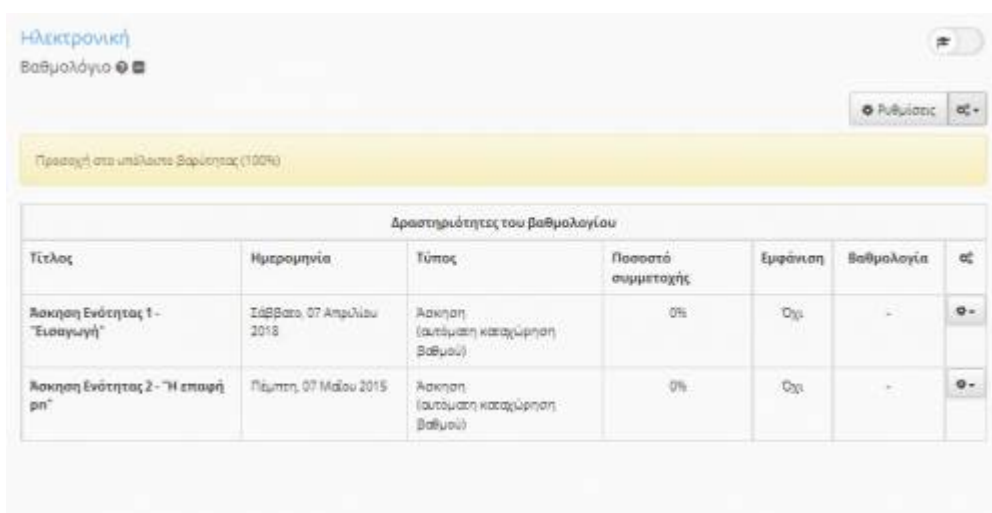 Ηλεκτρονική
Βαθμολόγιο
Ρυθμίσεις
Προσοχή στο υπόλοιπο βαρύτητας (100%)
Δραστηριότητες του βαθμολογίου
Τίτλος Ημερομηνία Τύπος Ποσοστό συμμετοχής Εμφάνιση Βαθμολογία
Άσκηση Ενότητας 1 - Σάββατο, 07 Απριλίου Άσκηση 0% Όχι -
"Εισαγωγή" 2018 (αυτόματη καταχώρηση
βαθμού)
Άσκηση Ενότητας 2 - "Η επαφή Πέμπτη, 07 Μαΐου 2015 Άσκηση 0% Όχι -
pn" (αυτόματη καταχώρηση
βαθμού)